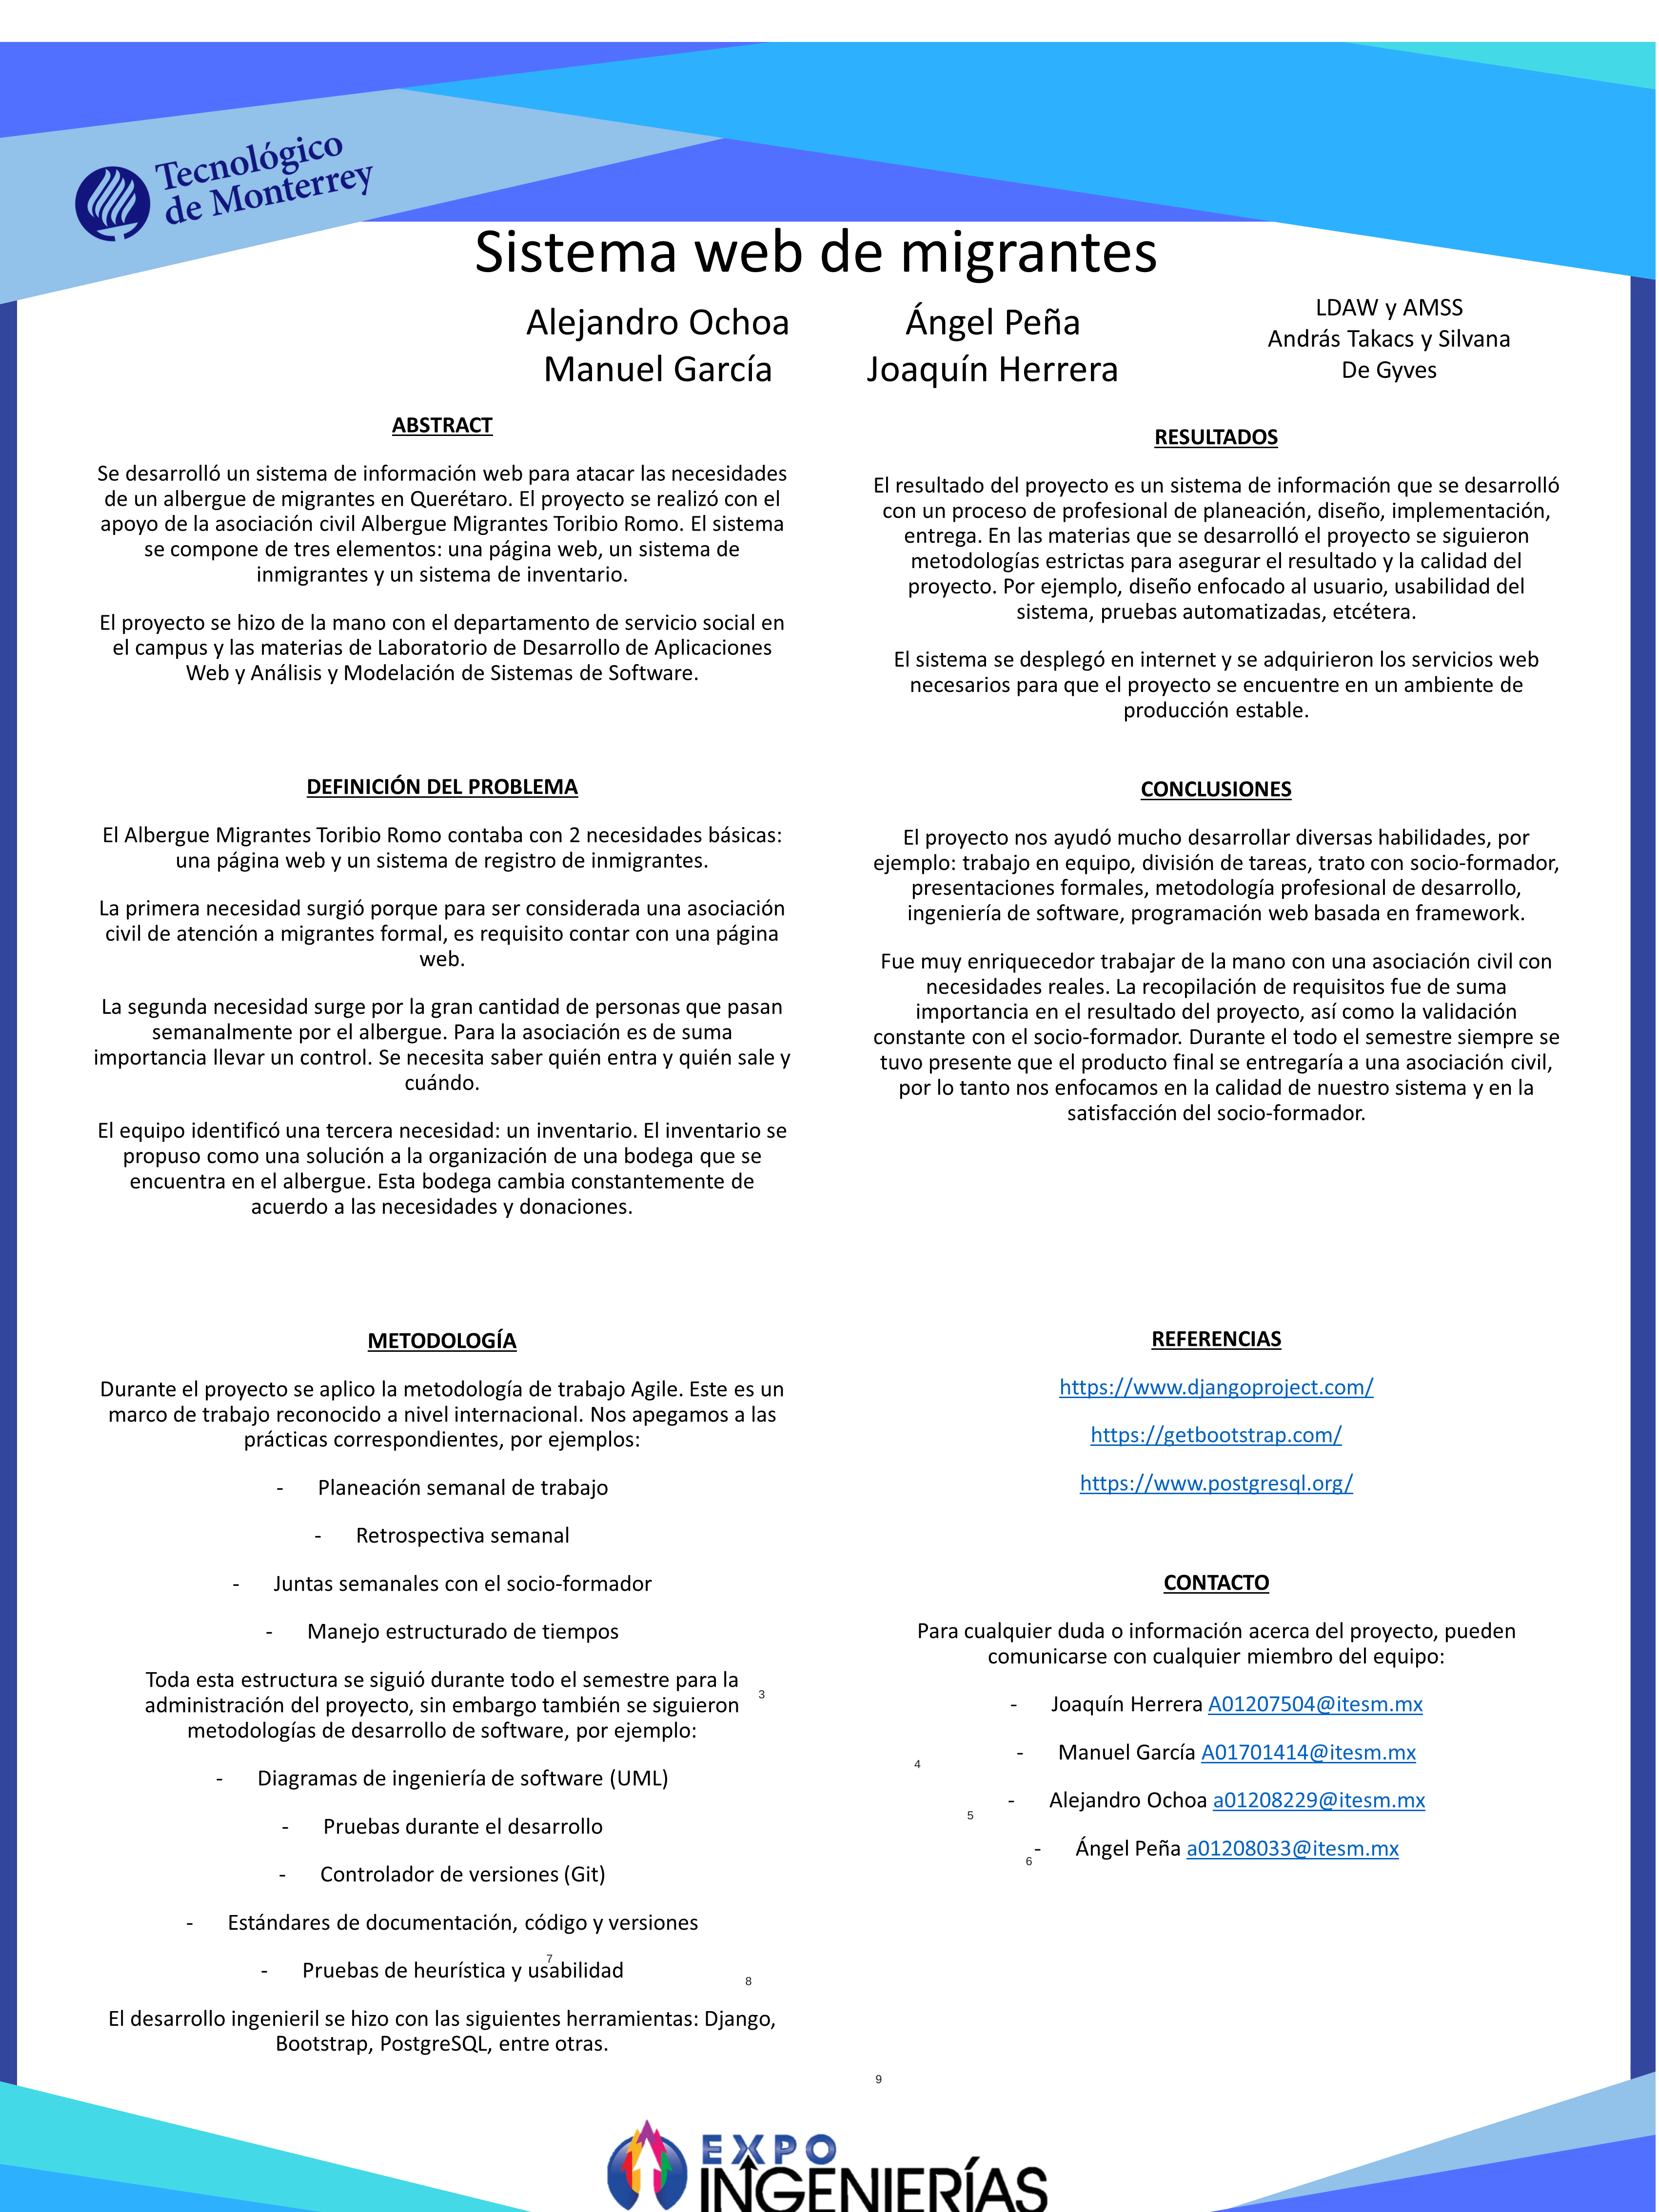 Tecnológico
de Monterrey
Sistema web de migrantes
Alejandro Ochoa
Manuel García
Ángel Peña
Joaquín Herrera
LDAW y AMSS
András Takacs y Silvana
De Gyves
ABSTRACT
Se desarrolló un sistema de información web para atacar las necesidades
de un albergue de migrantes en Querétaro. El proyecto se realizó con el
apoyo de la asociación civil Albergue Migrantes Toribio Romo. El sistema
se compone de tres elementos: una página web, un sistema de
inmigrantes y un sistema de inventario.
El proyecto se hizo de la mano con el departamento de servicio social en
el campus y las materias de Laboratorio de Desarrollo de Aplicaciones
Web y Análisis y Modelación de Sistemas de Software.
DEFINICIÓN DEL PROBLEMA
El Albergue Migrantes Toribio Romo contaba con 2 necesidades básicas:
una página web y un sistema de registro de inmigrantes.
La primera necesidad surgió porque para ser considerada una asociación
civil de atención a migrantes formal, es requisito contar con una página
web.
La segunda necesidad surge por la gran cantidad de personas que pasan
semanalmente por el albergue. Para la asociación es de suma
importancia llevar un control. Se necesita saber quién entra y quién sale y
cuándo.
El equipo identificó una tercera necesidad: un inventario. El inventario se
propuso como una solución a la organización de una bodega que se
encuentra en el albergue. Esta bodega cambia constantemente de
acuerdo a las necesidades y donaciones.
METODOLOGÍA
Durante el proyecto se aplico la metodología de trabajo Agile. Este es un
marco de trabajo reconocido a nivel internacional. Nos apegamos a las
prácticas correspondientes, por ejemplos:
- Planeación semanal de trabajo
- Retrospectiva semanal
- Juntas semanales con el socio-formador
- Manejo estructurado de tiempos
Toda esta estructura se siguió durante todo el semestre para la
administración del proyecto, sin embargo también se siguieron
metodologías de desarrollo de software, por ejemplo:
3
- Diagramas de ingeniería de software (UML)
- Pruebas durante el desarrollo
- Controlador de versiones (Git)
- Estándares de documentación, código y versiones
7
- Pruebas de heurística y usabilidad
8
El desarrollo ingenieril se hizo con las siguientes herramientas: Django,
Bootstrap, PostgreSQL, entre otras.
RESULTADOS
El resultado del proyecto es un sistema de información que se desarrolló
con un proceso de profesional de planeación, diseño, implementación,
entrega. En las materias que se desarrolló el proyecto se siguieron
metodologías estrictas para asegurar el resultado y la calidad del
proyecto. Por ejemplo, diseño enfocado al usuario, usabilidad del
sistema, pruebas automatizadas, etcétera.
El sistema se desplegó en internet y se adquirieron los servicios web
necesarios para que el proyecto se encuentre en un ambiente de
producción estable.
CONCLUSIONES
El proyecto nos ayudó mucho desarrollar diversas habilidades, por
ejemplo: trabajo en equipo, división de tareas, trato con socio-formador,
presentaciones formales, metodología profesional de desarrollo,
ingeniería de software, programación web basada en framework.
Fue muy enriquecedor trabajar de la mano con una asociación civil con
necesidades reales. La recopilación de requisitos fue de suma
importancia en el resultado del proyecto, así como la validación
constante con el socio-formador. Durante el todo el semestre siempre se
tuvo presente que el producto final se entregaría a una asociación civil,
por lo tanto nos enfocamos en la calidad de nuestro sistema y en la
satisfacción del socio-formador.
REFERENCIAS
https://www.djangoproject.com/
https://getbootstrap.com/
https://www.postgresql.org/
CONTACTO
Para cualquier duda o información acerca del proyecto, pueden
comunicarse con cualquier miembro del equipo:
- Joaquín Herrera A01207504@itesm.mx
- Manuel García A01701414@itesm.mx
4
- Alejandro Ochoa a01208229@itesm.mx
5
- Ángel Peña a01208033@itesm.mx
6
9
EXPO
INGENIERÍAS